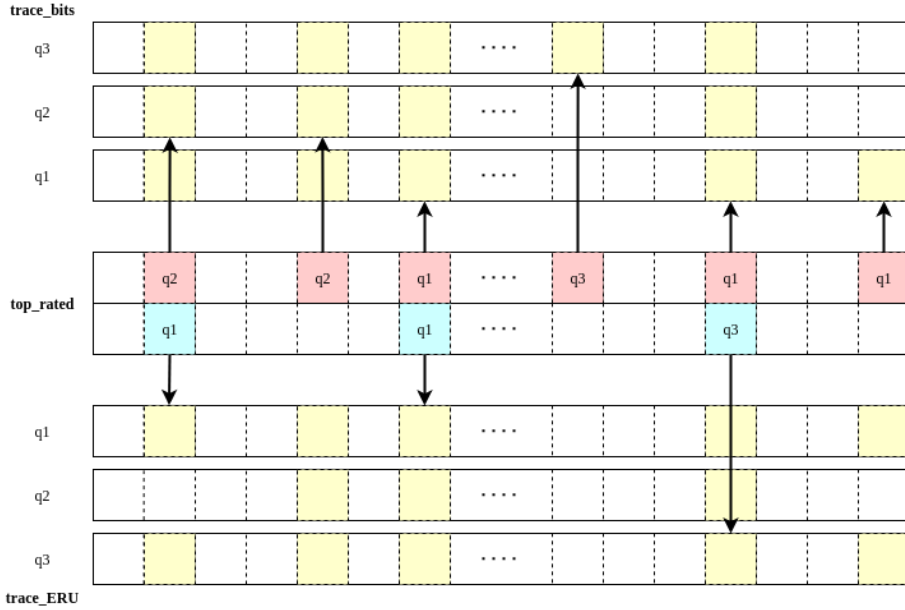 trace_bits
q3 ....
q2 ....
q1 ....
q2 q2 q1 .... q3 q1 q1
top_rated
q1 q1 .... q3
q1 ....
q2 ....
q3 ....
trace_ERU